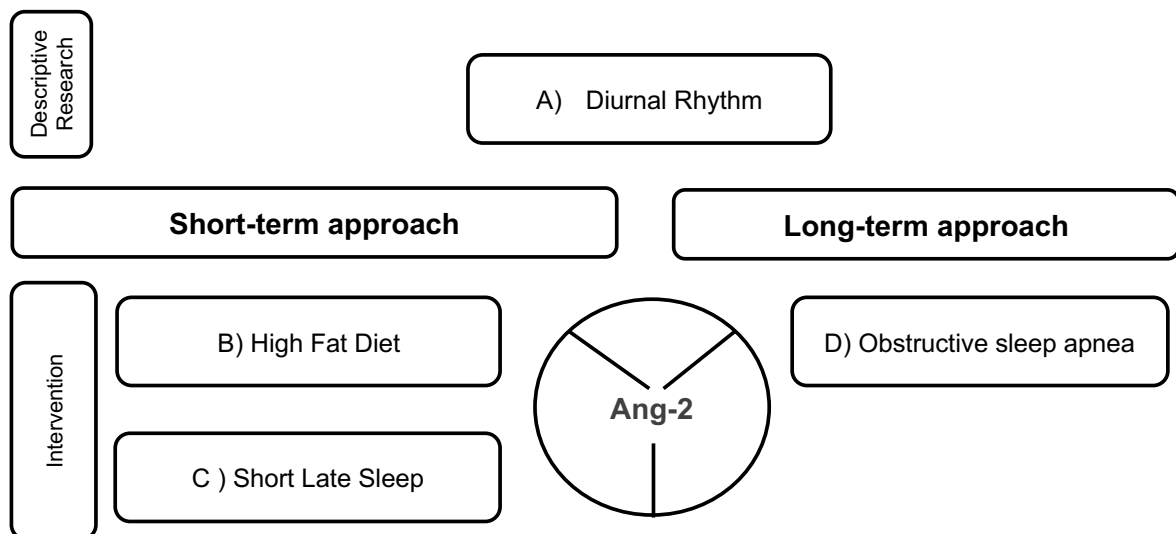 Descriptive
Research
A) Diurnal Rhythm
Short-term approach
Long-term approach
Intervention
B) High Fat Diet
D) Obstructive sleep apnea
Ang-2
C ) Short Late Sleep